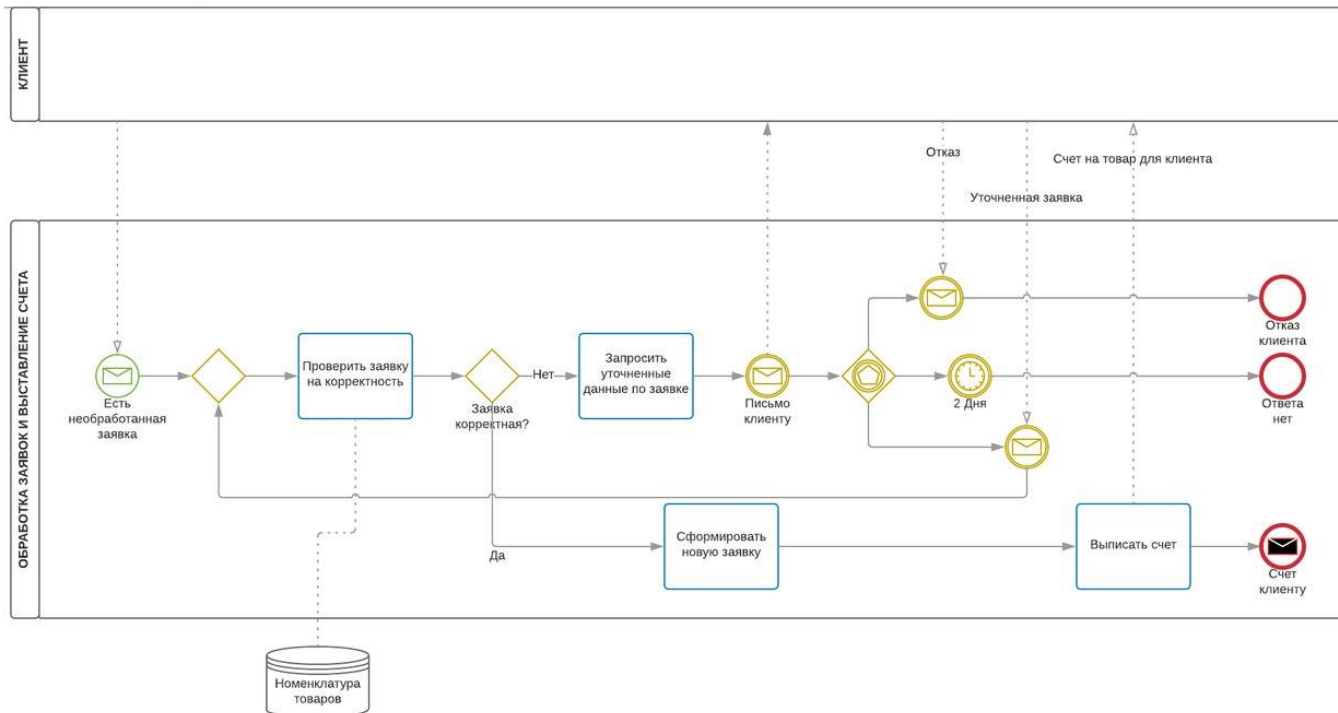 КЛИЕНТ
Отказ
Счет на товар для клиента
Уточненная заявка
ОБРАБОТКА ЗАЯВОК И ВЫСТАВЛЕНИЕ СЧЕТА
Есть
необработанная
заявка
Проверить заявку
на корректность
Заявка
корректная?
Нет
Запросить
уточненные
данные по заявке
Письмо
клиенту
2 Дня
Отказ
клиента
Ответа
нет
Да
Сформировать
новую заявку
Выписать счет
Счет
клиенту
Номенклатура
товаров